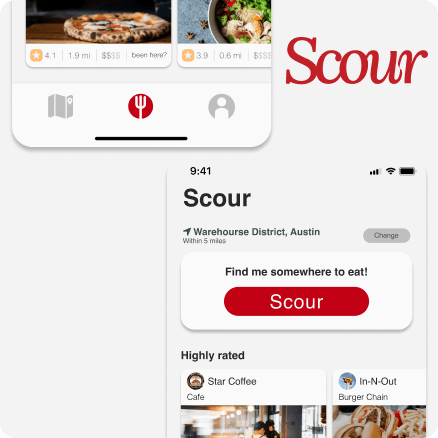 4.1 1.9 mi $$$$ been here?
3.9 0.6 mi $$$$
Scour
9:41
Scour
Warehourse District, Austin
Within 5 miles
Change
Find me somewhere to eat!
Scour
Highly rated
Star Coffee
Cafe
In-N-Out
Burger Chain